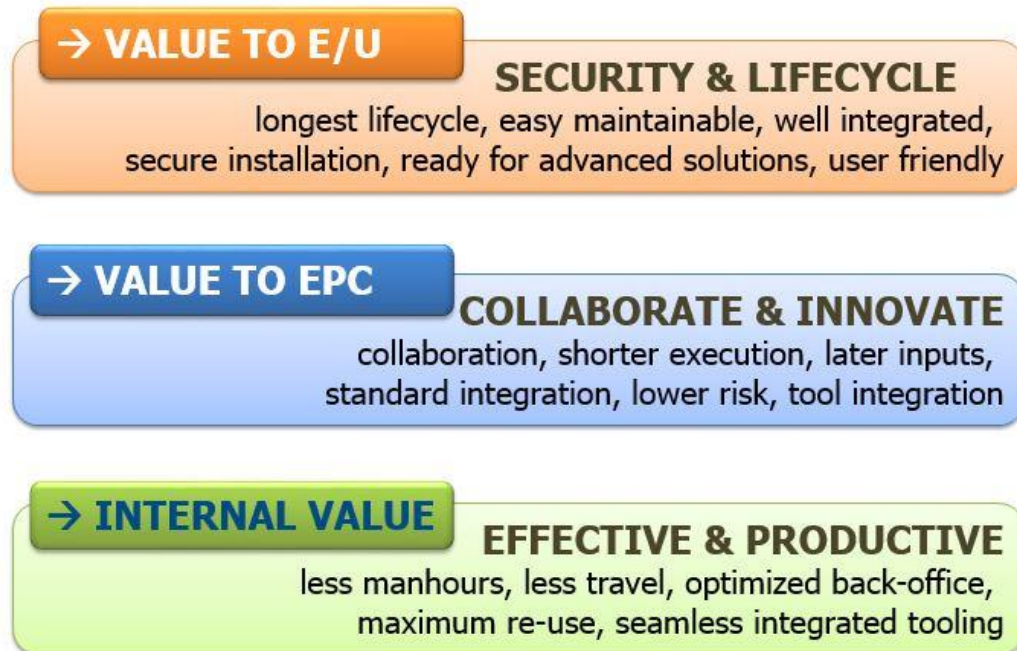 → VALUE TO E/U
SECURITY & LIFECYCLE
longest lifecycle, easy maintainable, well integrated,
secure installation, ready for advanced solutions, user friendly
→ VALUE TO EPC
COLLABORATE & INNOVATE
collaboration, shorter execution, later inputs,
standard integration, lower risk, tool integration
→ INTERNAL VALUE
EFFECTIVE & PRODUCTIVE
less manhours, less travel, optimized back-office,
maximum re-use, seamless integrated tooling